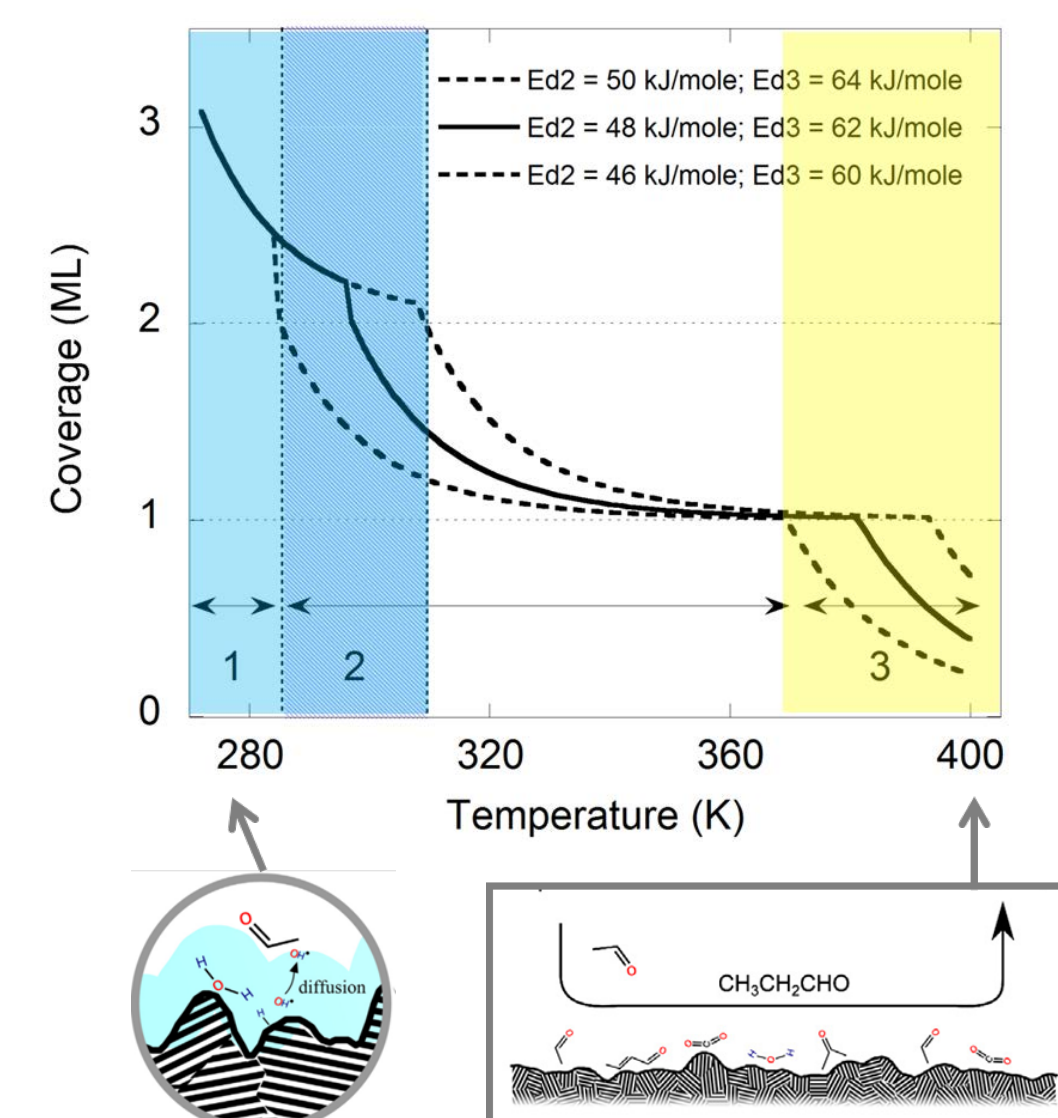 Ed2 = 50 kJ/mole; Ed3 = 64 kJ/mole
Ed2 = 48 kJ/mole; Ed3 = 62 kJ/mole
Ed2 = 46 kJ/mole; Ed3 = 60 kJ/mole
3
2
1
0
Coverage (ML)
1
2
3
280
320
360
400
Temperature (K)
O
H
O
H
OH•
OH•
H
diffusion
O
CH₃CH₂CHO
O
O
O=C=O
H O H
O
O
O=C=O